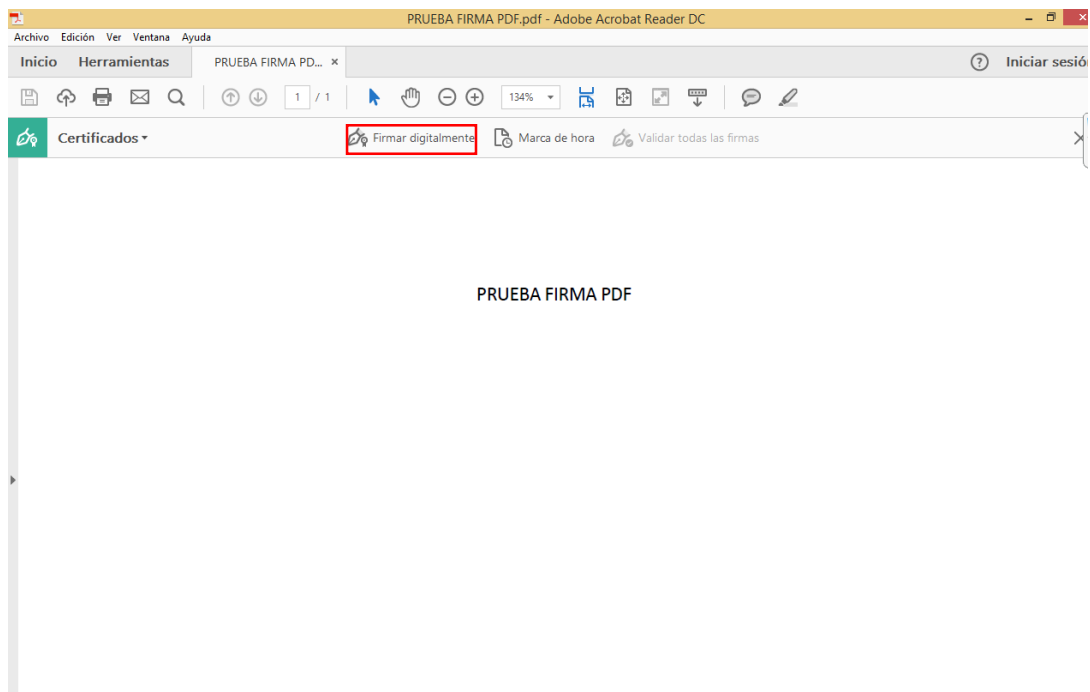 PRUEBA FIRMA PDF.pdf - Adobe Acrobat Reader DC
Archivo Edición Ver Ventana Ayuda
Inicio Herramientas PRUEBA FIRMA PD... × ? Iniciar sesió
1 / 1 134%
Certificados Firmar digitalmente Marca de hora Validar todas las firmas
PRUEBA FIRMA PDF